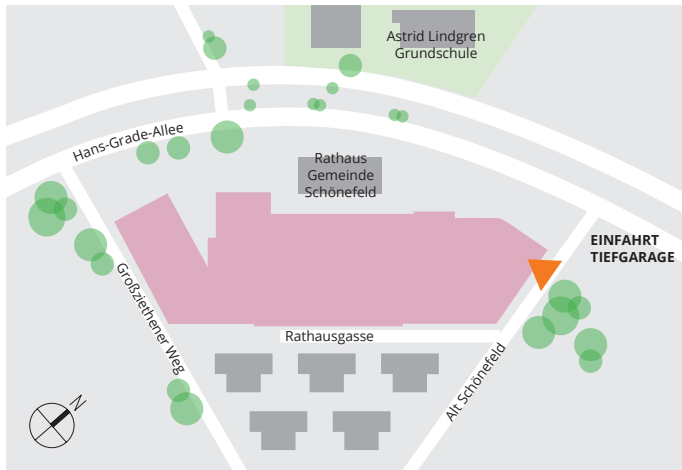 Astrid Lindgren
Grundschule
Hans-Grade-Allee
Rathaus
Gemeinde
Schönefeld
EINFAHRT
TIEFGARAGE
Großziethener Weg
Rathausgasse
Alt Schönefeld
N